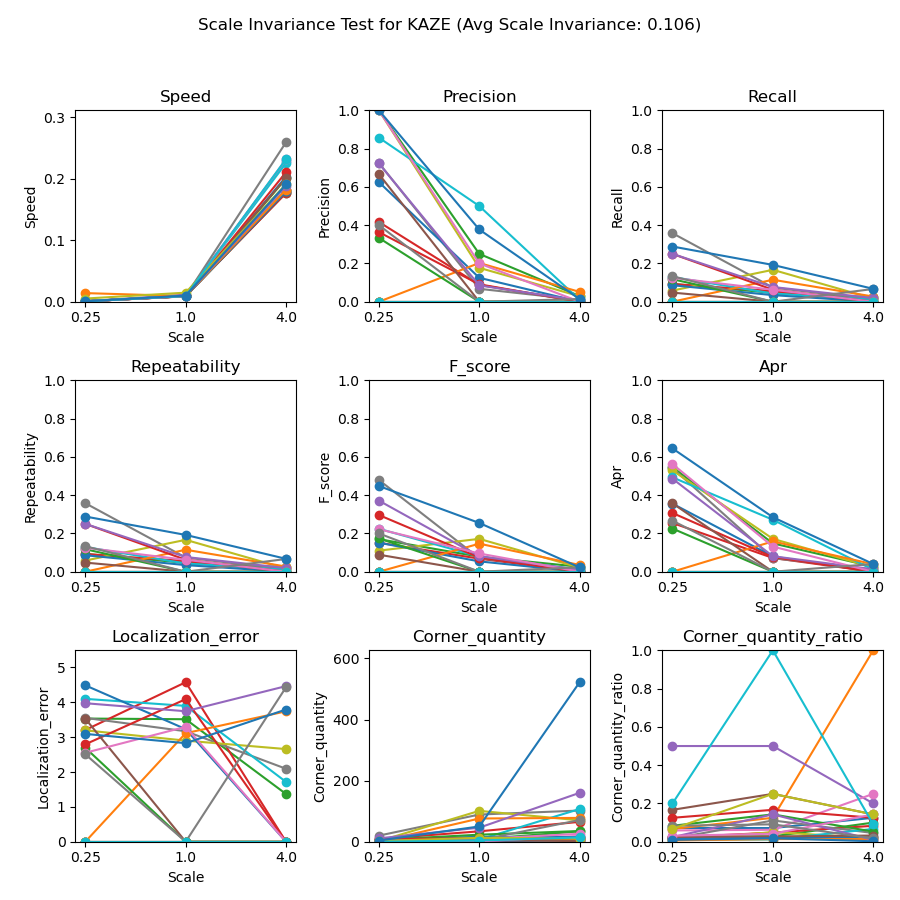 Scale Invariance Test for KAZE (Avg Scale Invariance: 0.106)
Speed
0.3
0.2
0.1
0.0
Speed
0.25 1.0 4.0
Scale
Precision
1.0
0.8
0.6
0.4
0.2
0.0
Precision
0.25 1.0 4.0
Scale
Recall
1.0
0.8
0.6
0.4
0.2
0.0
Recall
0.25 1.0 4.0
Scale
Repeatability
1.0
0.8
0.6
0.4
0.2
0.0
Repeatability
0.25 1.0 4.0
Scale
F_score
1.0
0.8
0.6
0.4
0.2
0.0
F_score
0.25 1.0 4.0
Scale
Apr
1.0
0.8
0.6
0.4
0.2
0.0
Apr
0.25 1.0 4.0
Scale
Localization_error
5
4
3
2
1
0
Localization_error
0.25 1.0 4.0
Scale
Corner_quantity
600
400
200
0
Corner_quantity
0.25 1.0 4.0
Scale
Corner_quantity_ratio
1.0
0.8
0.6
0.4
0.2
0.0
Corner_quantity_ratio
0.25 1.0 4.0
Scale